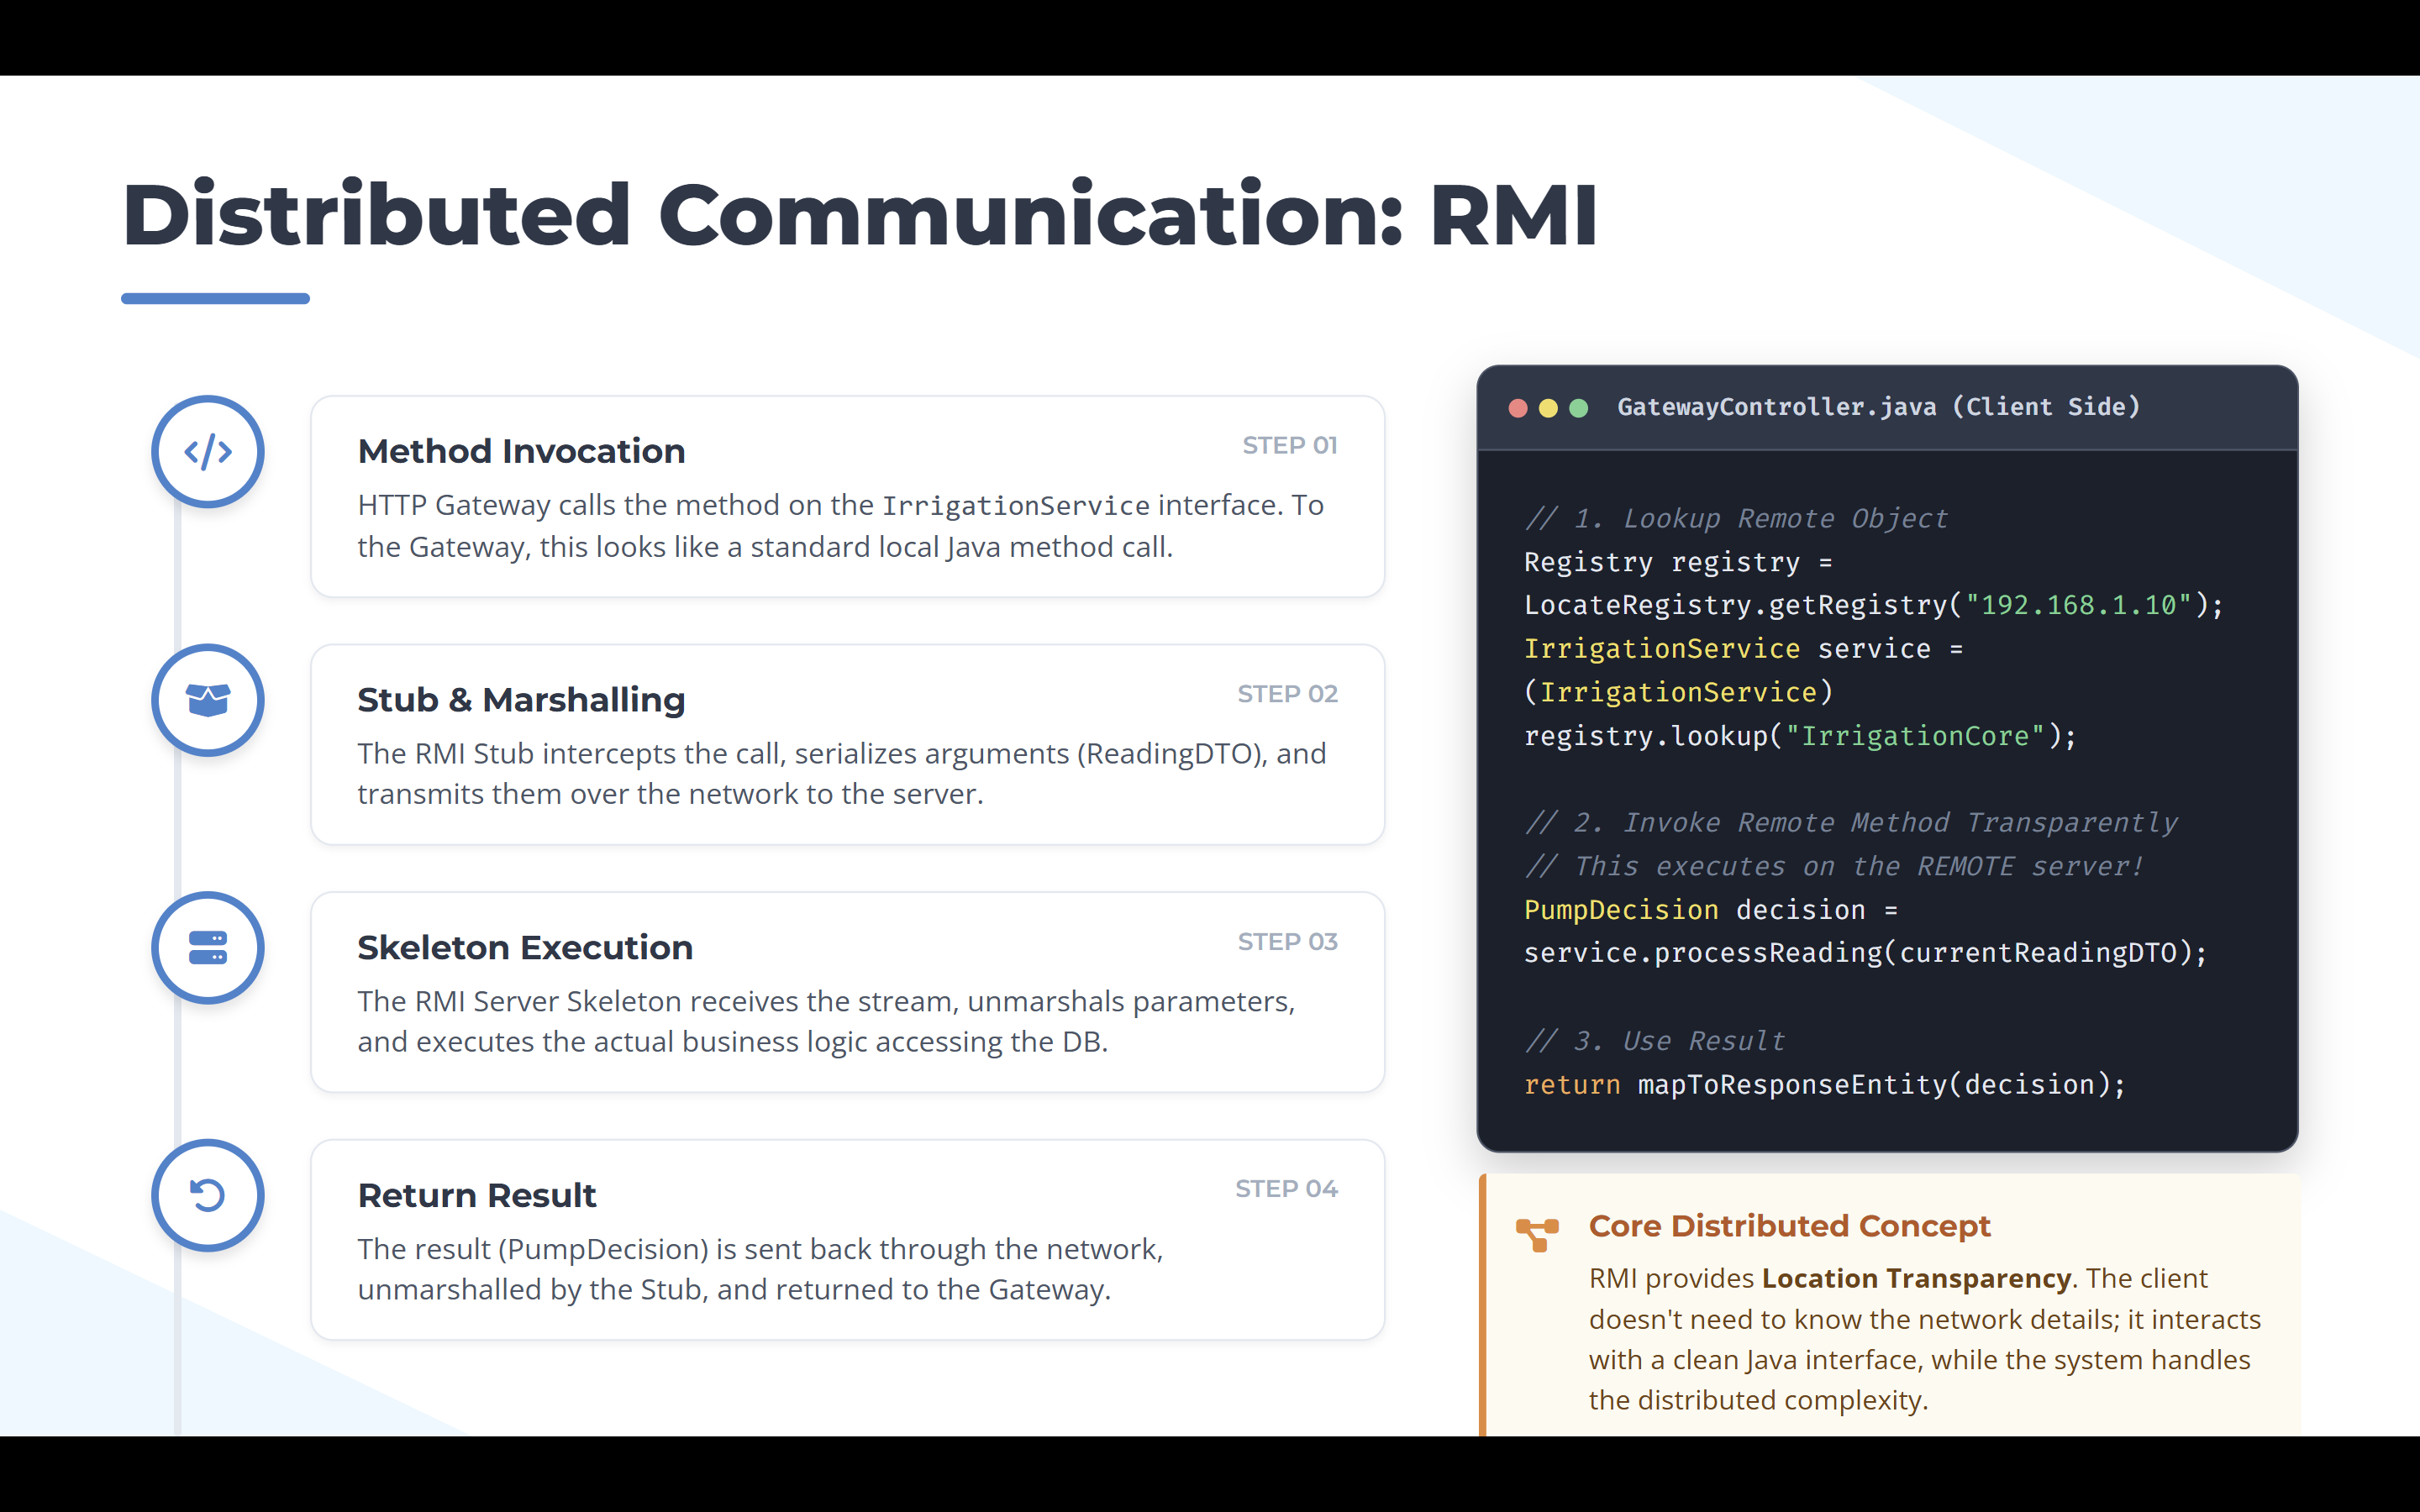 Distributed Communication: RMI
Method Invocation
STEP 01
HTTP Gateway calls the method on the IrrigationService interface. To
the Gateway, this looks like a standard local Java method call.
Stub & Marshalling
STEP 02
The RMI Stub intercepts the call, serializes arguments (ReadingDTO), and
transmits them over the network to the server.
Skeleton Execution
STEP 03
The RMI Server Skeleton receives the stream, unmarshals parameters,
and executes the actual business logic accessing the DB.
Return Result
STEP 04
The result (PumpDecision) is sent back through the network,
unmarshalled by the Stub, and returned to the Gateway.
GatewayController.java (Client Side)
// 1. Lookup Remote Object
Registry registry =
LocateRegistry.getRegistry("192.168.1.10");
IrrigationService service =
(IrrigationService)
registry.lookup("IrrigationCore");
// 2. Invoke Remote Method Transparently
// This executes on the REMOTE server!
PumpDecision decision =
service.processReading(currentReadingDTO);
// 3. Use Result
return mapToResponseEntity(decision);
Core Distributed Concept
RMI provides Location Transparency. The client
doesn't need to know the network details; it interacts
with a clean Java interface, while the system handles
the distributed complexity.